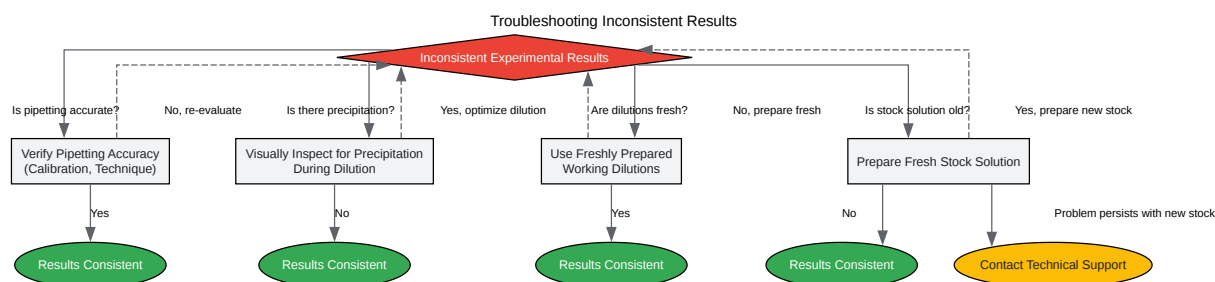 Troubleshooting Inconsistent Results
Inconsistent Experimental Results
Is pipetting accurate?
No, re-evaluate
Is there precipitation?
Yes, optimize dilution
Are dilutions fresh?
No, prepare fresh
Is stock solution old?
Yes, prepare new stock
Verify Pipetting Accuracy
(Calibration, Technique)
Visually Inspect for Precipitation
During Dilution
Use Freshly Prepared
Working Dilutions
Prepare Fresh Stock Solution
Yes
No
Yes
No
Problem persists with new stock
Results Consistent
Results Consistent
Results Consistent
Results Consistent
Contact Technical Support